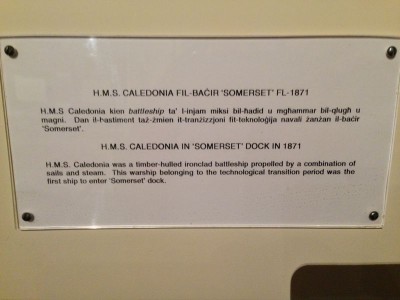 H.M.S. CALEDONIA FIL-BAĊIR 'SOMERSET' FL-1871
H.M.S Caledonia kien battleship ta' l-injam miksi bil-ħadid u mgħammar bil-qlugħ u
magni. Dan il-ħastiment taż-żmien it-tranżizzjoni fit-teknoloġija navali żanżan il-baċir
'Somerset'.
H.M.S. CALEDONIA IN 'SOMERSET' DOCK IN 1871
H.M.S. Caledonia was a timber-hulled ironclad battleship propelled by a combination of
sails and steam. This warship belonging to the technological transition period was the
first ship to enter 'Somerset' dock.